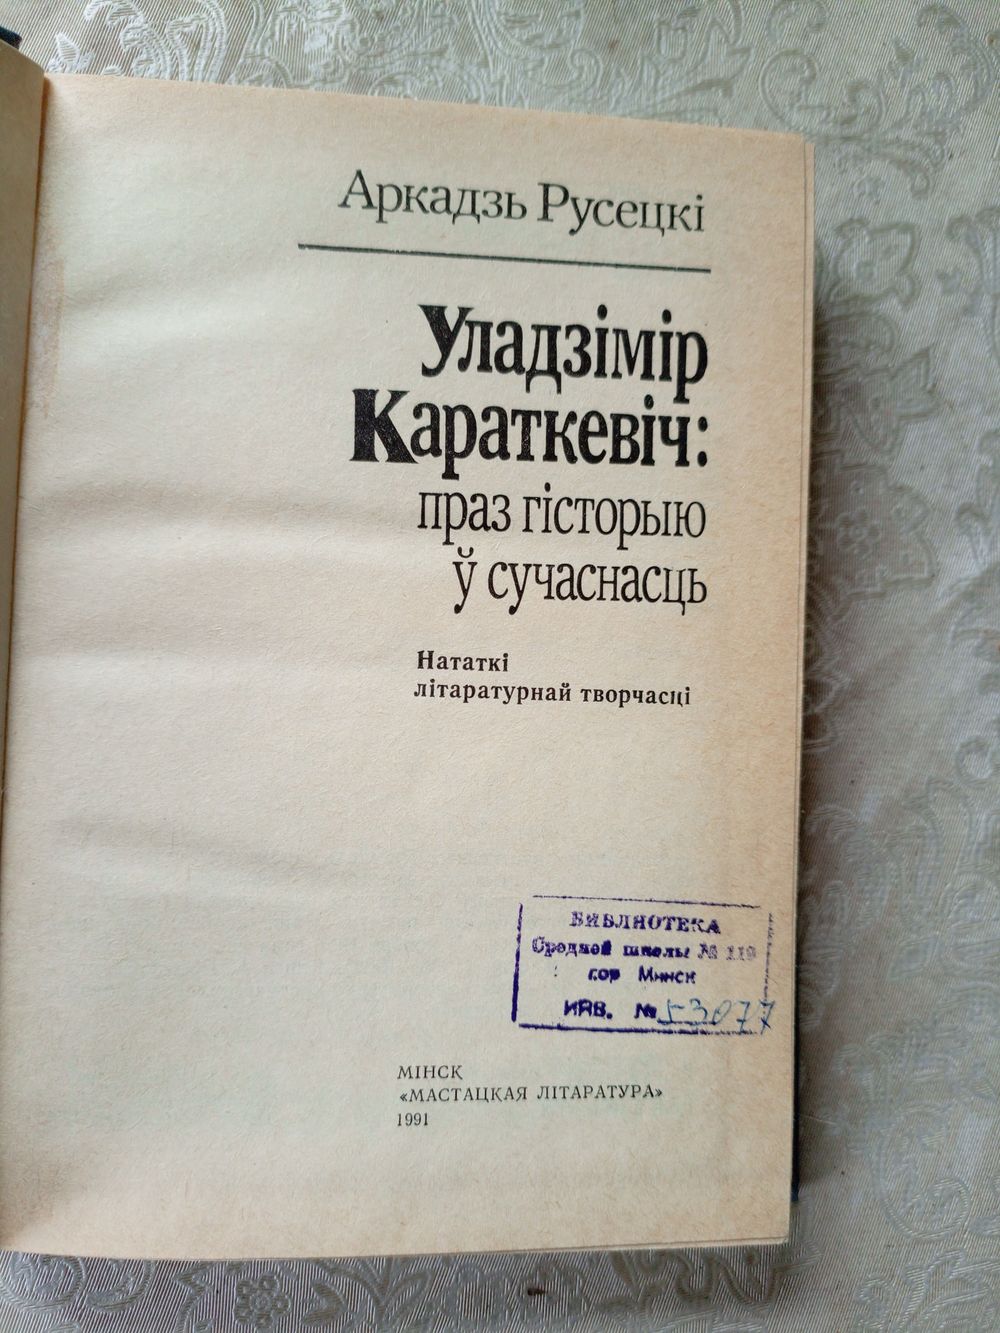 Аркадзь Русецкі
Уладзімір
Караткевіч:
праз гісторыю
ў сучаснасць
Нататкі
літаратурнай творчасці
БИБЛИОТЕКА
Средней школы № 119
гор Минск
ИНВ. № 53077
МІНСК
«МАСТАЦКАЯ ЛІТАРАТУРА»
1991